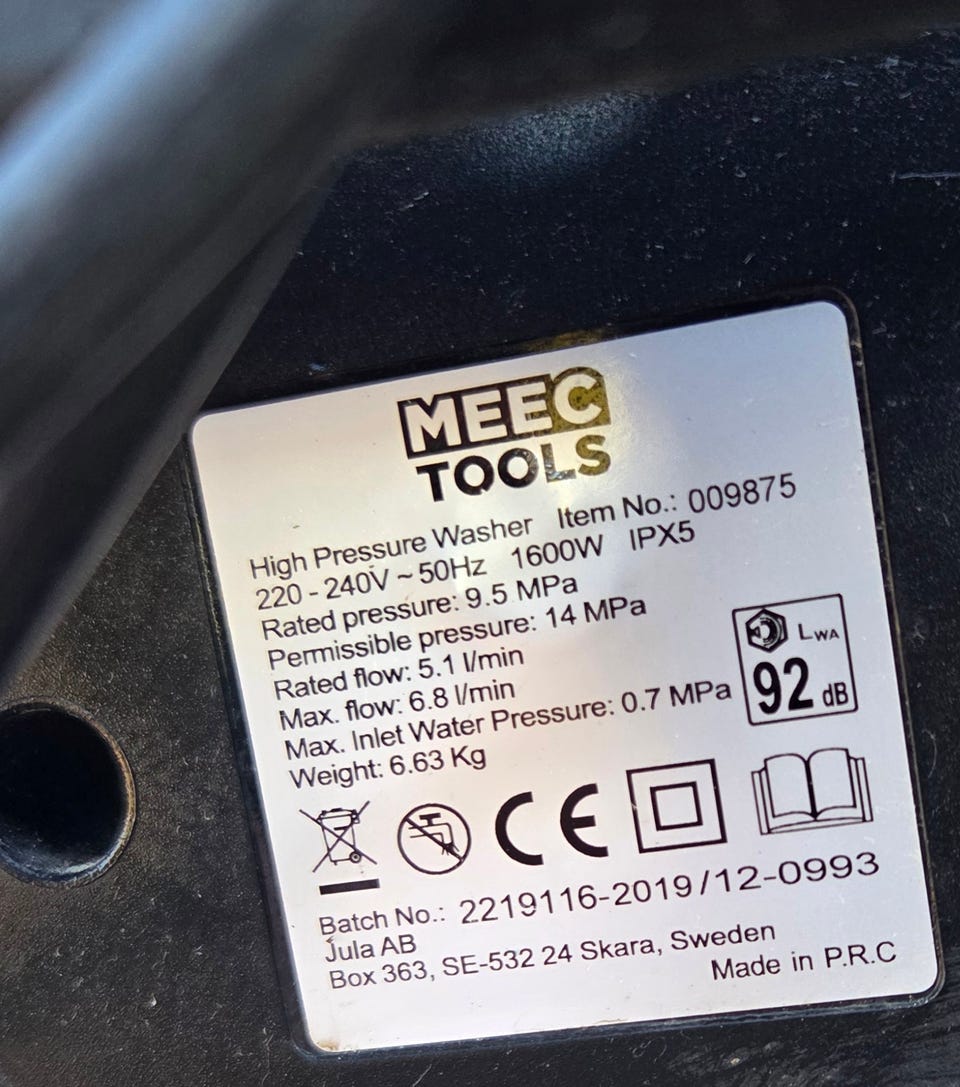 MEEC
TOOLS
High Pressure Washer Item No.: 009875
220 - 240V ~ 50Hz 1600W IPX5
Rated pressure: 9.5 MPa
Permissible pressure: 14 MPa
Rated flow: 5.1 l/min
Max. flow: 6.8 l/min
Max. Inlet Water Pressure: 0.7 MPa
Weight: 6.63 Kg
LWA
92 dB
CE
Batch No.: 2219116-2019/12-0993
Jula AB
Box 363, SE-532 24 Skara, Sweden
Made in P.R.C